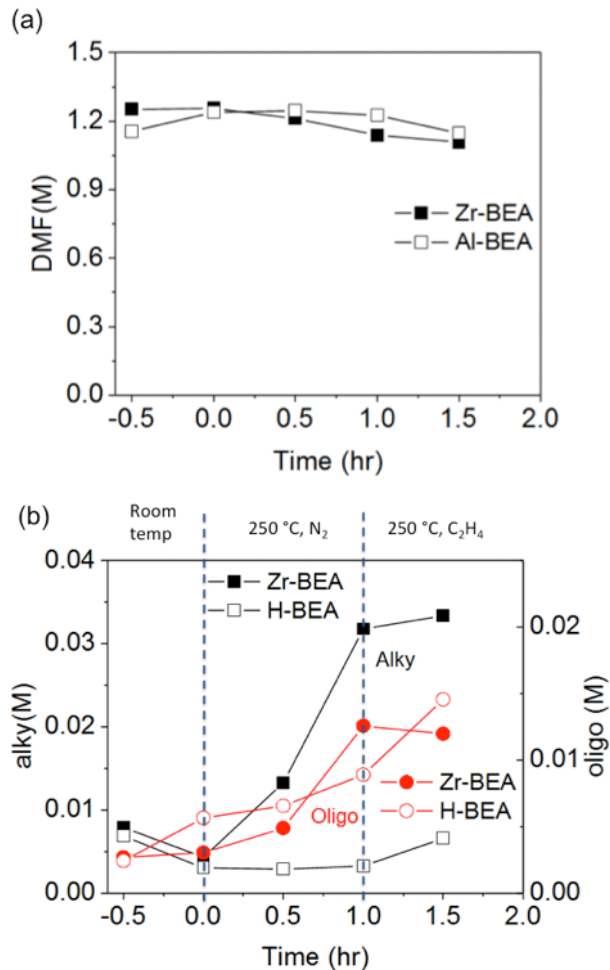 (a)
1.5
1.2
0.9
0.6
0.3
0.0
DMF(M)
Zr-BEA
Al-BEA
-0.5 0.0 0.5 1.0 1.5 2.0
Time (hr)
(b)
Room
temp
250 °C, N₂
250 °C, C₂H₄
0.04
0.03
0.02
0.01
0.00
alky(M)
Zr-BEA
H-BEA
Alky
Zr-BEA
H-BEA
Oligo
0.02
0.01
0.00
oligo (M)
-0.5 0.0 0.5 1.0 1.5 2.0
Time (hr)